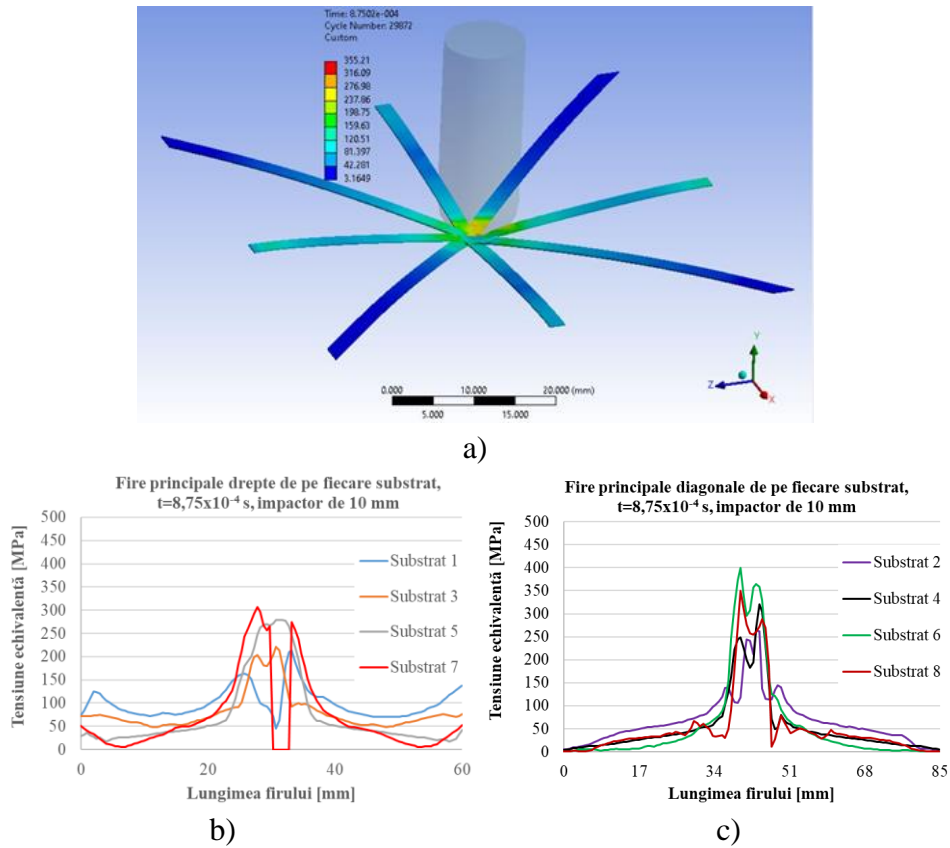 Time: 8.7502e-004
Cycle Number: 29872
Custom
355.21
316.09
276.98
237.86
198.75
159.63
120.51
81.397
42.281
3.1649
0.000
10.000
20.000 (mm)
5.000
15.000
Y
Z
X
a)
Fire principale drepte de pe fiecare substrat,
t=8,75x10⁻⁴ s, impactor de 10 mm
Tensiune echivalentă [MPa]
500
450
400
350
300
250
200
150
100
50
0
Substrat 1
Substrat 3
Substrat 5
Substrat 7
0
20
40
60
Lungimea firului [mm]
b)
Fire principale diagonale de pe fiecare substrat,
t=8,75x10⁻⁴ s, impactor de 10 mm
Tensiune echivalentă [MPa]
500
450
400
350
300
250
200
150
100
50
0
Substrat 2
Substrat 4
Substrat 6
Substrat 8
0
17
34
51
68
85
Lungimea firului [mm]
c)